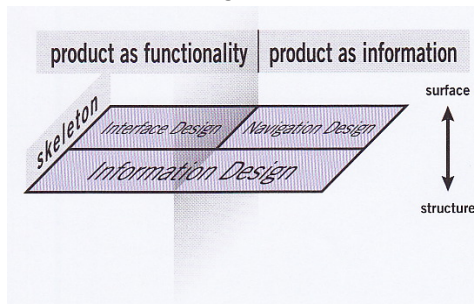 product as functionality product as information
surface
skeleton
Interface Design Navigation Design
Information Design
structure